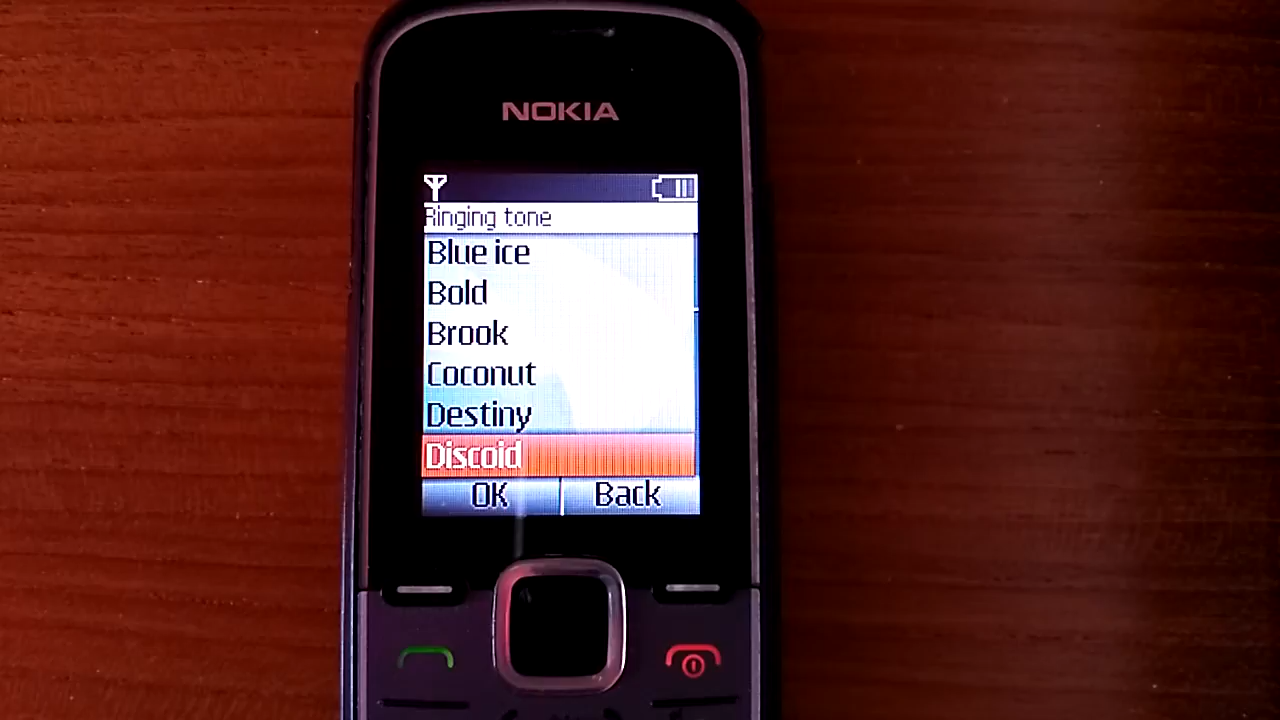 NOKIA
Ringing tone
Blue ice
Bold
Brook
Coconut
Destiny
Discoid
OK Back